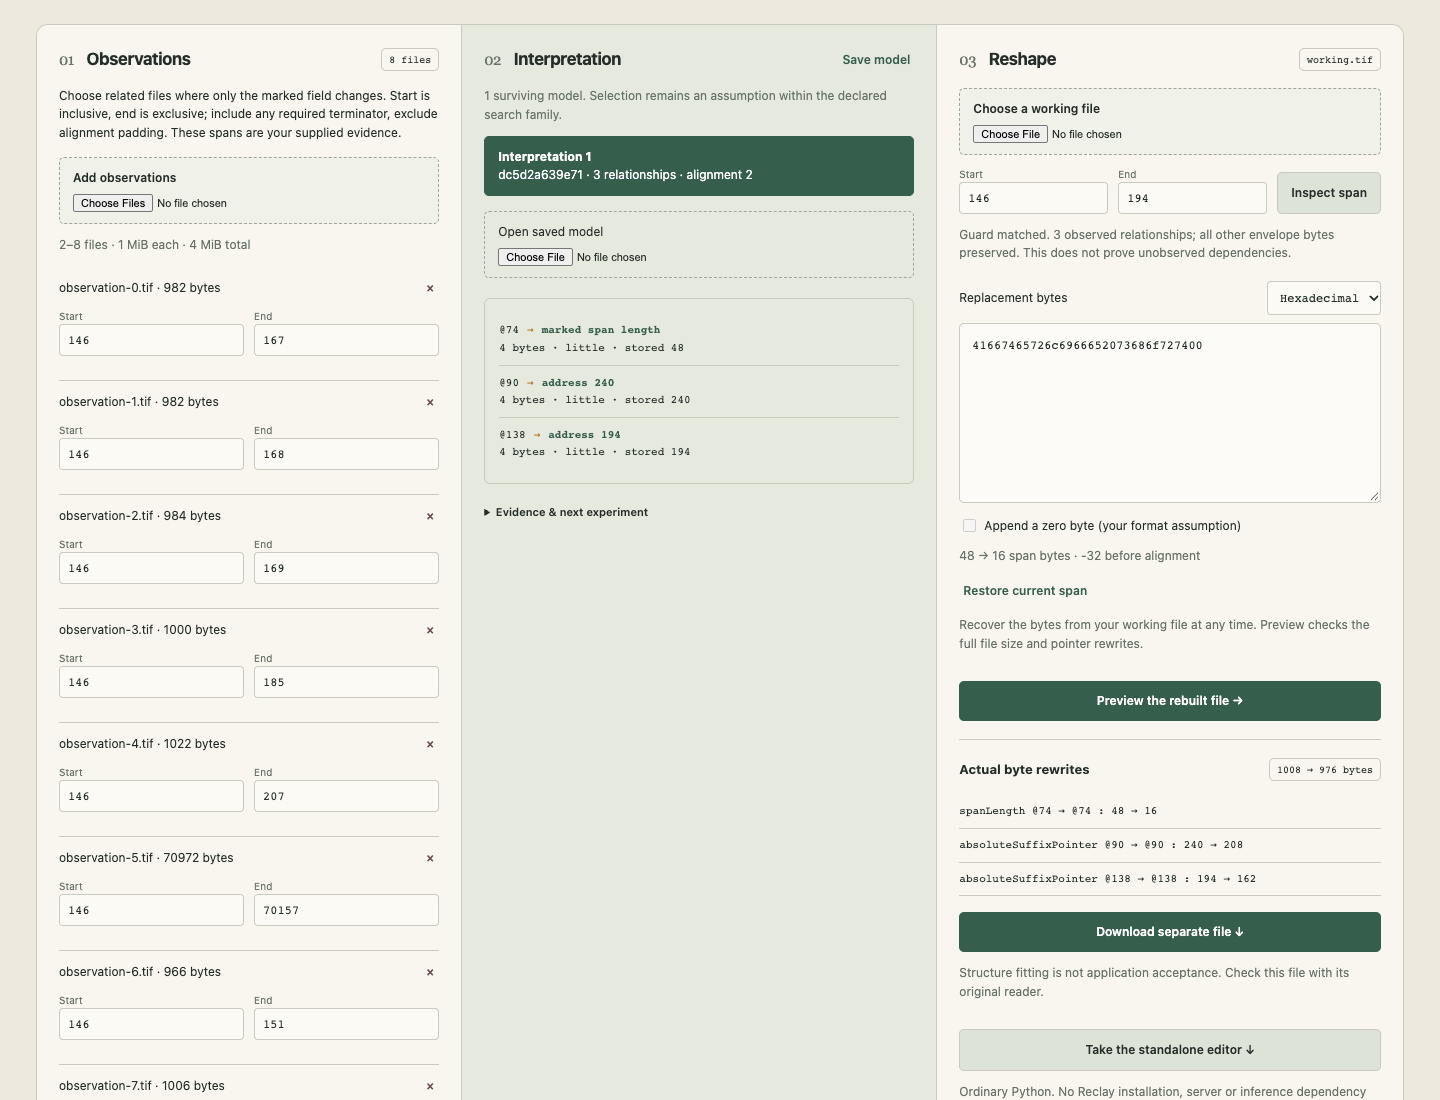 01 Observations
8 files
Choose related files where only the marked field changes. Start is
inclusive, end is exclusive; include any required terminator, exclude
alignment padding. These spans are your supplied evidence.
Add observations
Choose Files No file chosen
2–8 files · 1 MiB each · 4 MiB total
observation-0.tif · 982 bytes ×
Start End
146 167
observation-1.tif · 982 bytes ×
Start End
146 168
observation-2.tif · 984 bytes ×
Start End
146 169
observation-3.tif · 1000 bytes ×
Start End
146 185
observation-4.tif · 1022 bytes ×
Start End
146 207
observation-5.tif · 70972 bytes ×
Start End
146 70157
observation-6.tif · 966 bytes ×
Start End
146 151
observation-7.tif · 1006 bytes ×
02 Interpretation
Save model
1 surviving model. Selection remains an assumption within the declared
search family.
Interpretation 1
dc5d2a639e71 · 3 relationships · alignment 2
Open saved model
Choose File No file chosen
@74 → marked span length
4 bytes · little · stored 48
@90 → address 240
4 bytes · little · stored 240
@138 → address 194
4 bytes · little · stored 194
▶ Evidence & next experiment
03 Reshape
working.tif
Choose a working file
Choose File No file chosen
Start End
146 194 Inspect span
Guard matched. 3 observed relationships; all other envelope bytes
preserved. This does not prove unobserved dependencies.
Replacement bytes Hexadecimal
41667465726c6966652073686f727400
Append a zero byte (your format assumption)
48 → 16 span bytes · -32 before alignment
Restore current span
Recover the bytes from your working file at any time. Preview checks the
full file size and pointer rewrites.
Preview the rebuilt file →
Actual byte rewrites 1008 → 976 bytes
spanLength @74 → @74 : 48 → 16
absoluteSuffixPointer @90 → @90 : 240 → 208
absoluteSuffixPointer @138 → @138 : 194 → 162
Download separate file ↓
Structure fitting is not application acceptance. Check this file with its
original reader.
Take the standalone editor ↓
Ordinary Python. No Reclay installation, server or inference dependency